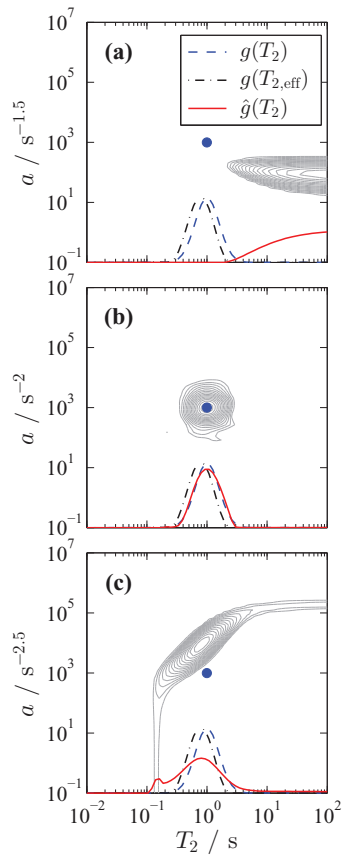 10^7
(a)
g(T_2)
g(T_{2,eff})
ĝ(T_2)
10^5
10^3
10^1
10^{-1}
a / s^{-1.5}
10^7
(b)
10^5
10^3
10^1
10^{-1}
a / s^{-2}
10^7
(c)
10^5
10^3
10^1
10^{-1}
a / s^{-2.5}
10^{-2} 10^{-1} 10^0 10^1 10^2
T_2 / s